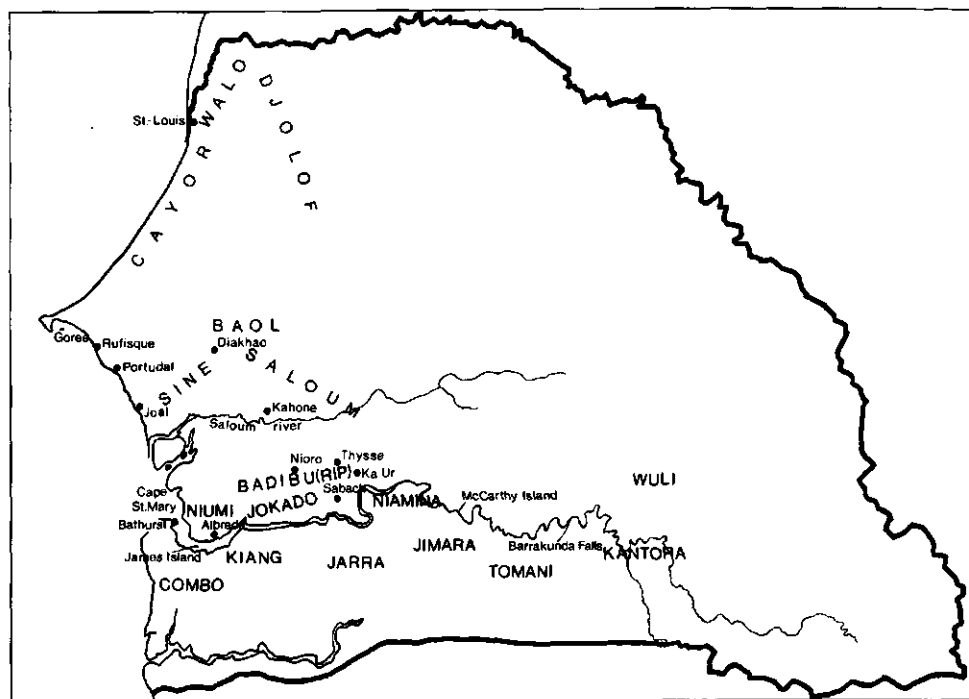 WALO
DJOLOF
St.-Louis
CAYOR
BAOL
Goree
Rufisque
Diakhao
Portudal
SINE
SALOUM
Joal
Kahone
Saloum river
Nioro
Thysse
BADIBU(RIP)
Ka Ur
WULI
Cape
St.Mary
Sabach
NIAMINA
McCarthy Island
NIUMI
JOKADO
Bathurst
Albreda
JIMARA
Barrakunda Falls
KANTORA
James Island
KIANG
JARRA
TOMANI
COMBO